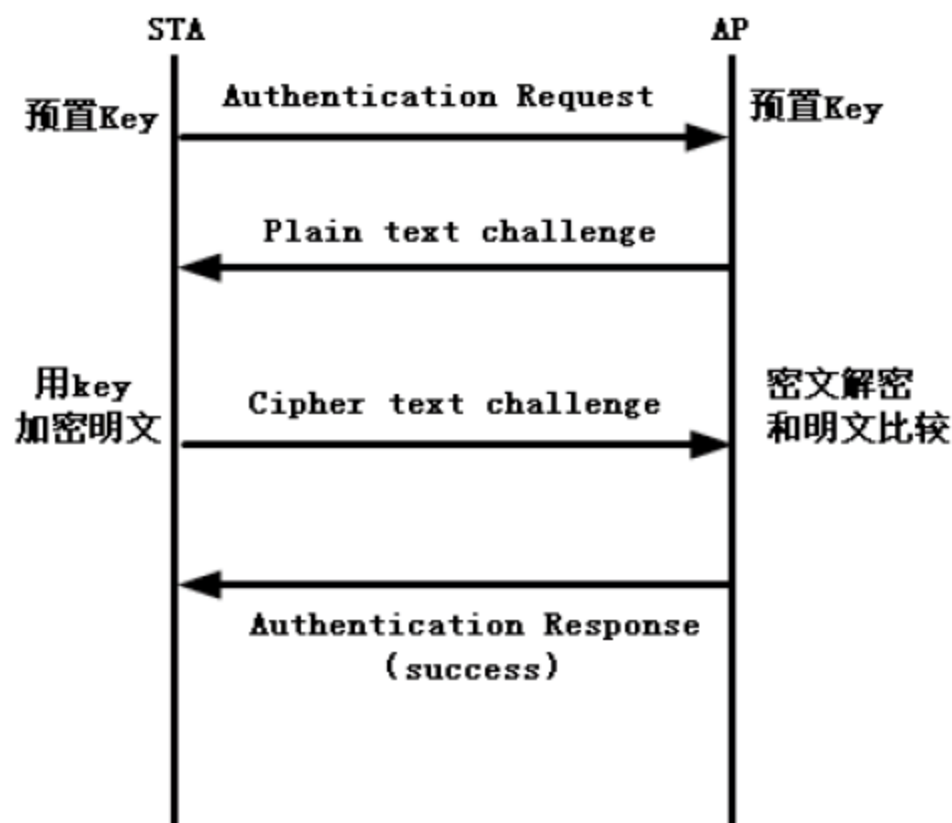 STA
AP
预置Key
Authentication Request
预置Key
Plain text challenge
用key
加密明文
Cipher text challenge
密文解密
和明文比较
Authentication Response
(success)